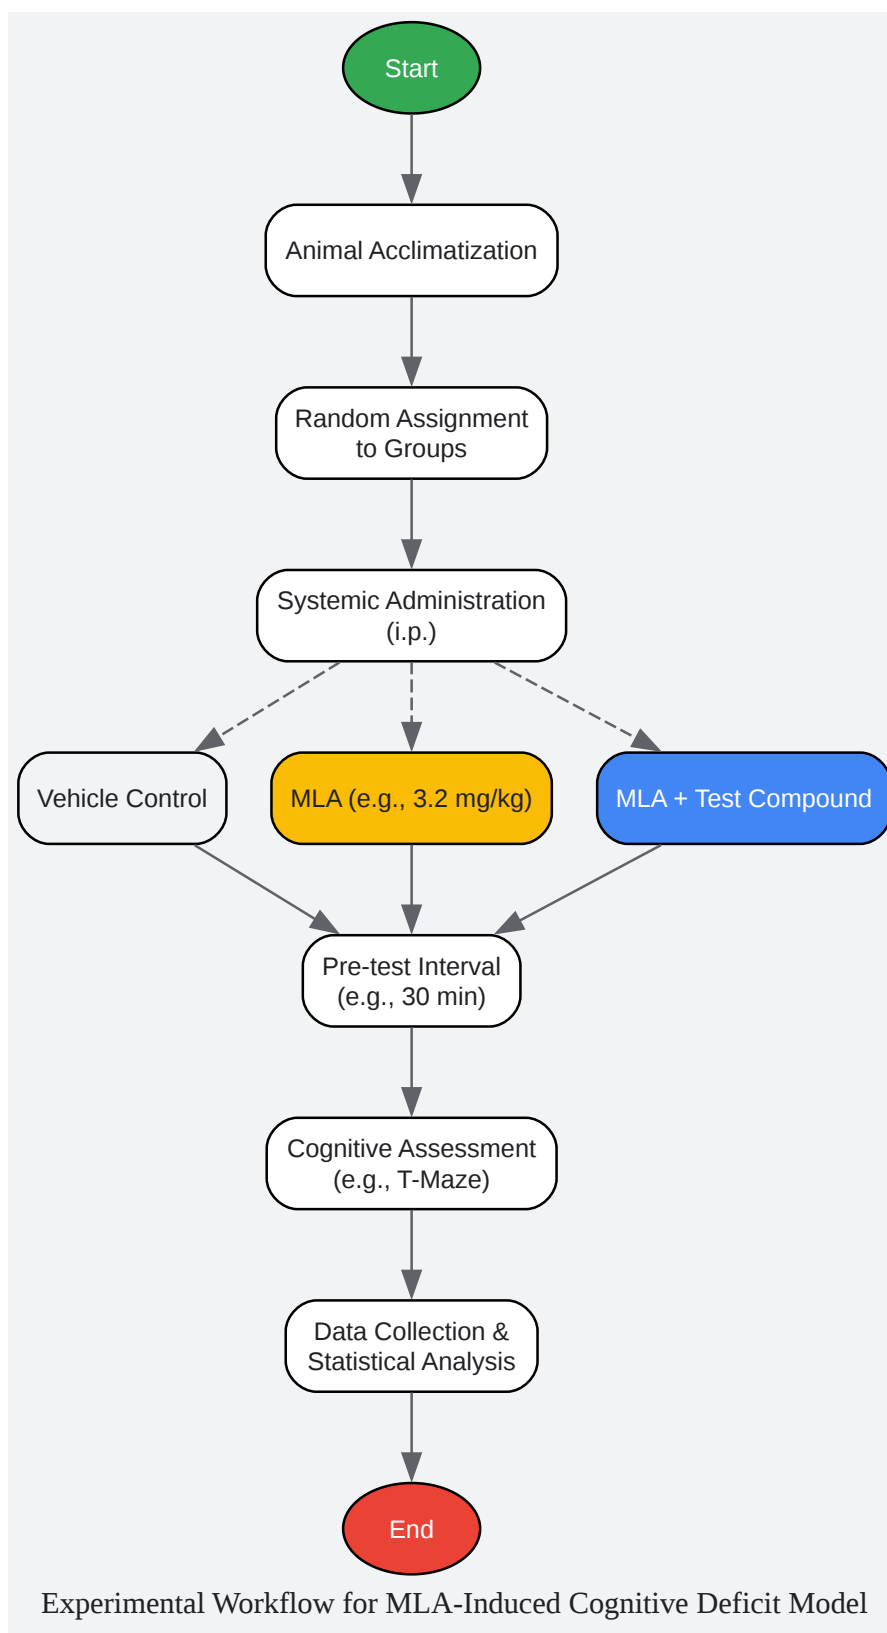 Start
Animal Acclimatization
Random Assignment
to Groups
Systemic Administration
(i.p.)
Vehicle Control
MLA (e.g., 3.2 mg/kg)
MLA + Test Compound
Pre-test Interval
(e.g., 30 min)
Cognitive Assessment
(e.g., T-Maze)
Data Collection &
Statistical Analysis
End
Experimental Workflow for MLA-Induced Cognitive Deficit Model